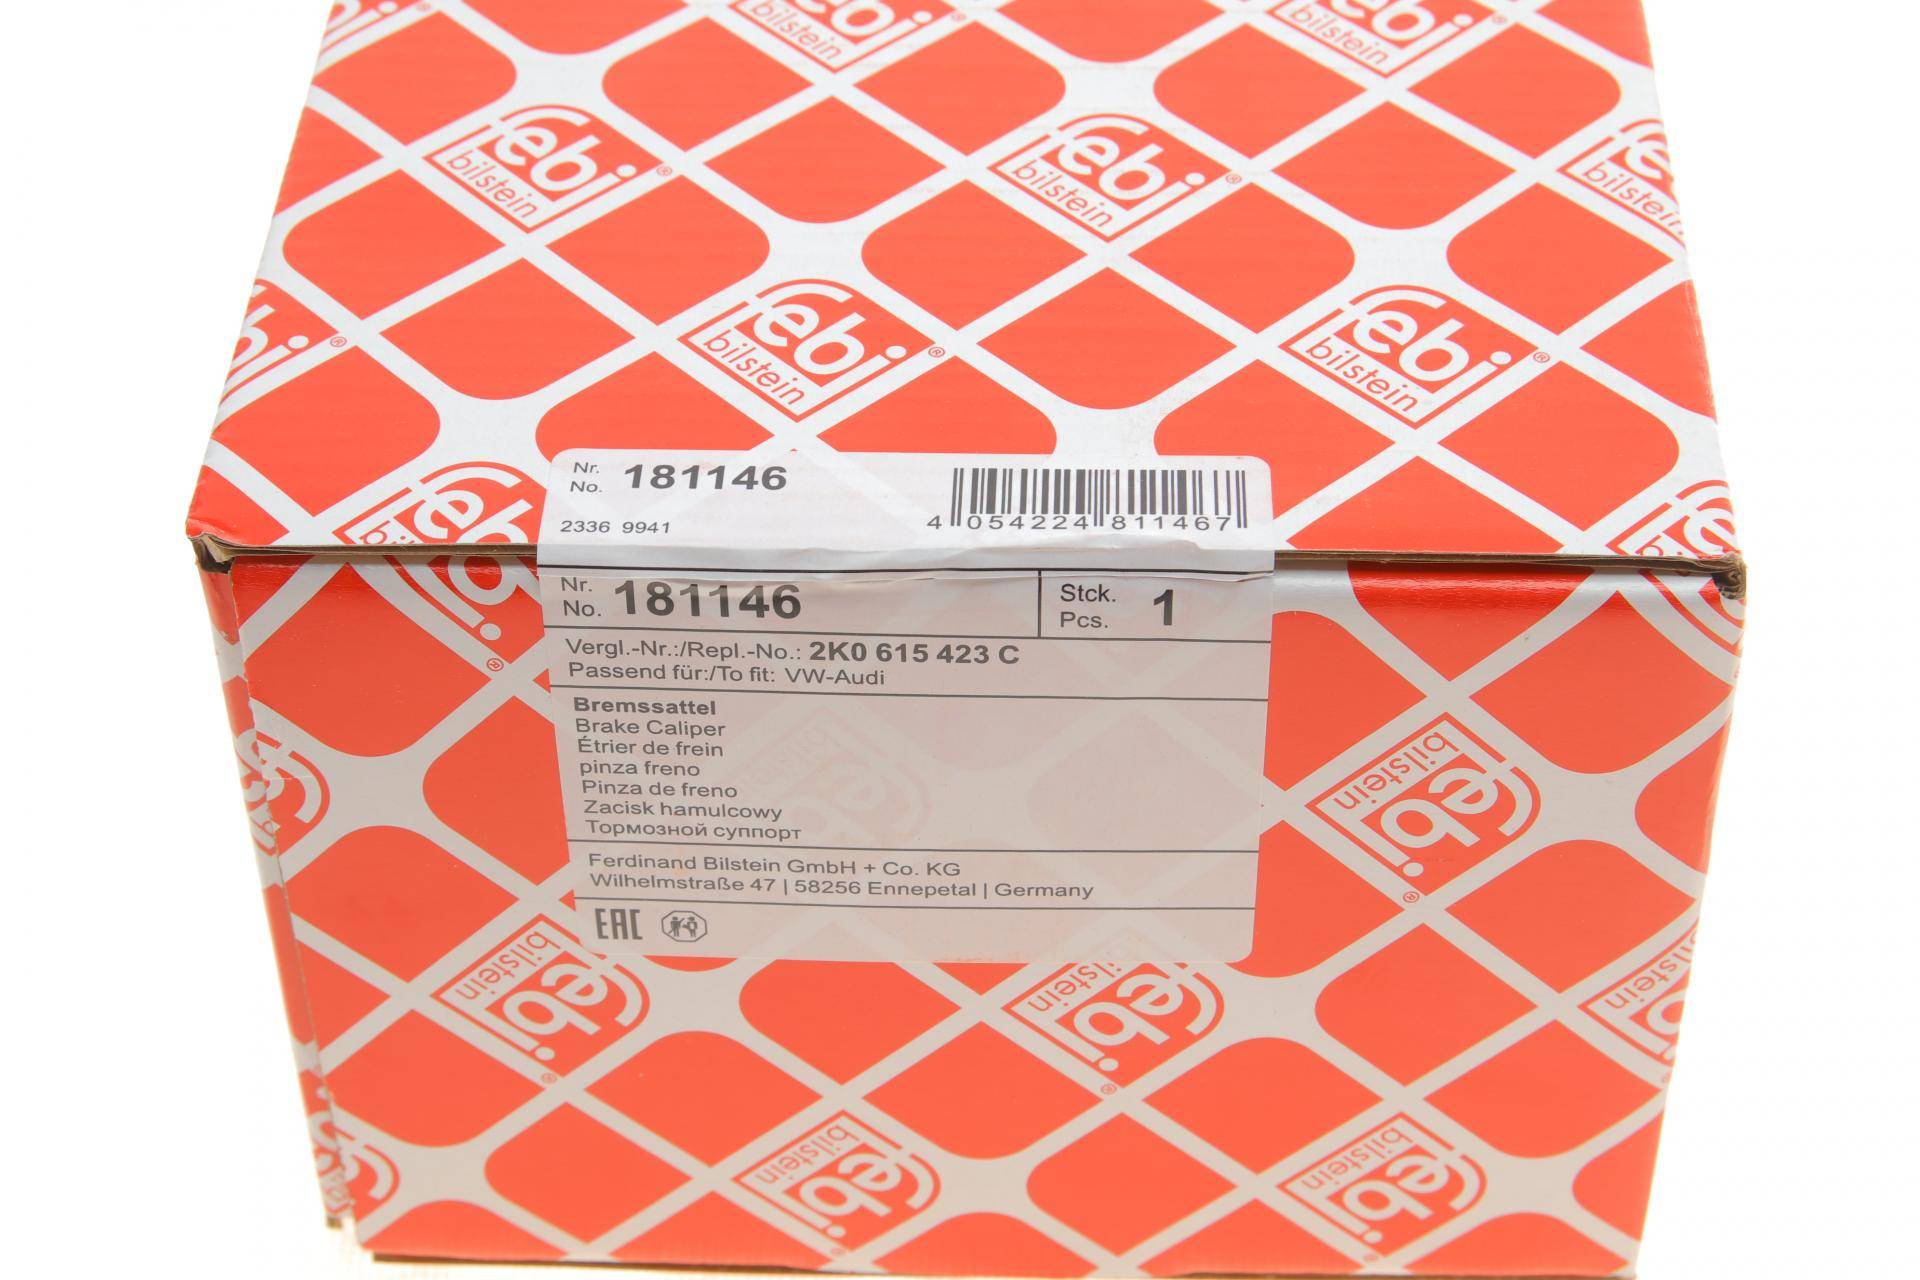 febi®
bilstein
Nr.
No. 181146
2336 9941
4 054224 811467
Nr.
No. 181146
Stck.
Pcs. 1
Vergl.-Nr.:/Repl.-No.: 2K0 615 423 C
Passend für:/To fit: VW-Audi
Bremssattel
Brake Caliper
Étrier de frein
pinza freno
Pinza de freno
Zacisk hamulcowy
Тормозной суппорт
Ferdinand Bilstein GmbH + Co. KG
Wilhelmstraße 47 | 58256 Ennepetal | Germany
EAC